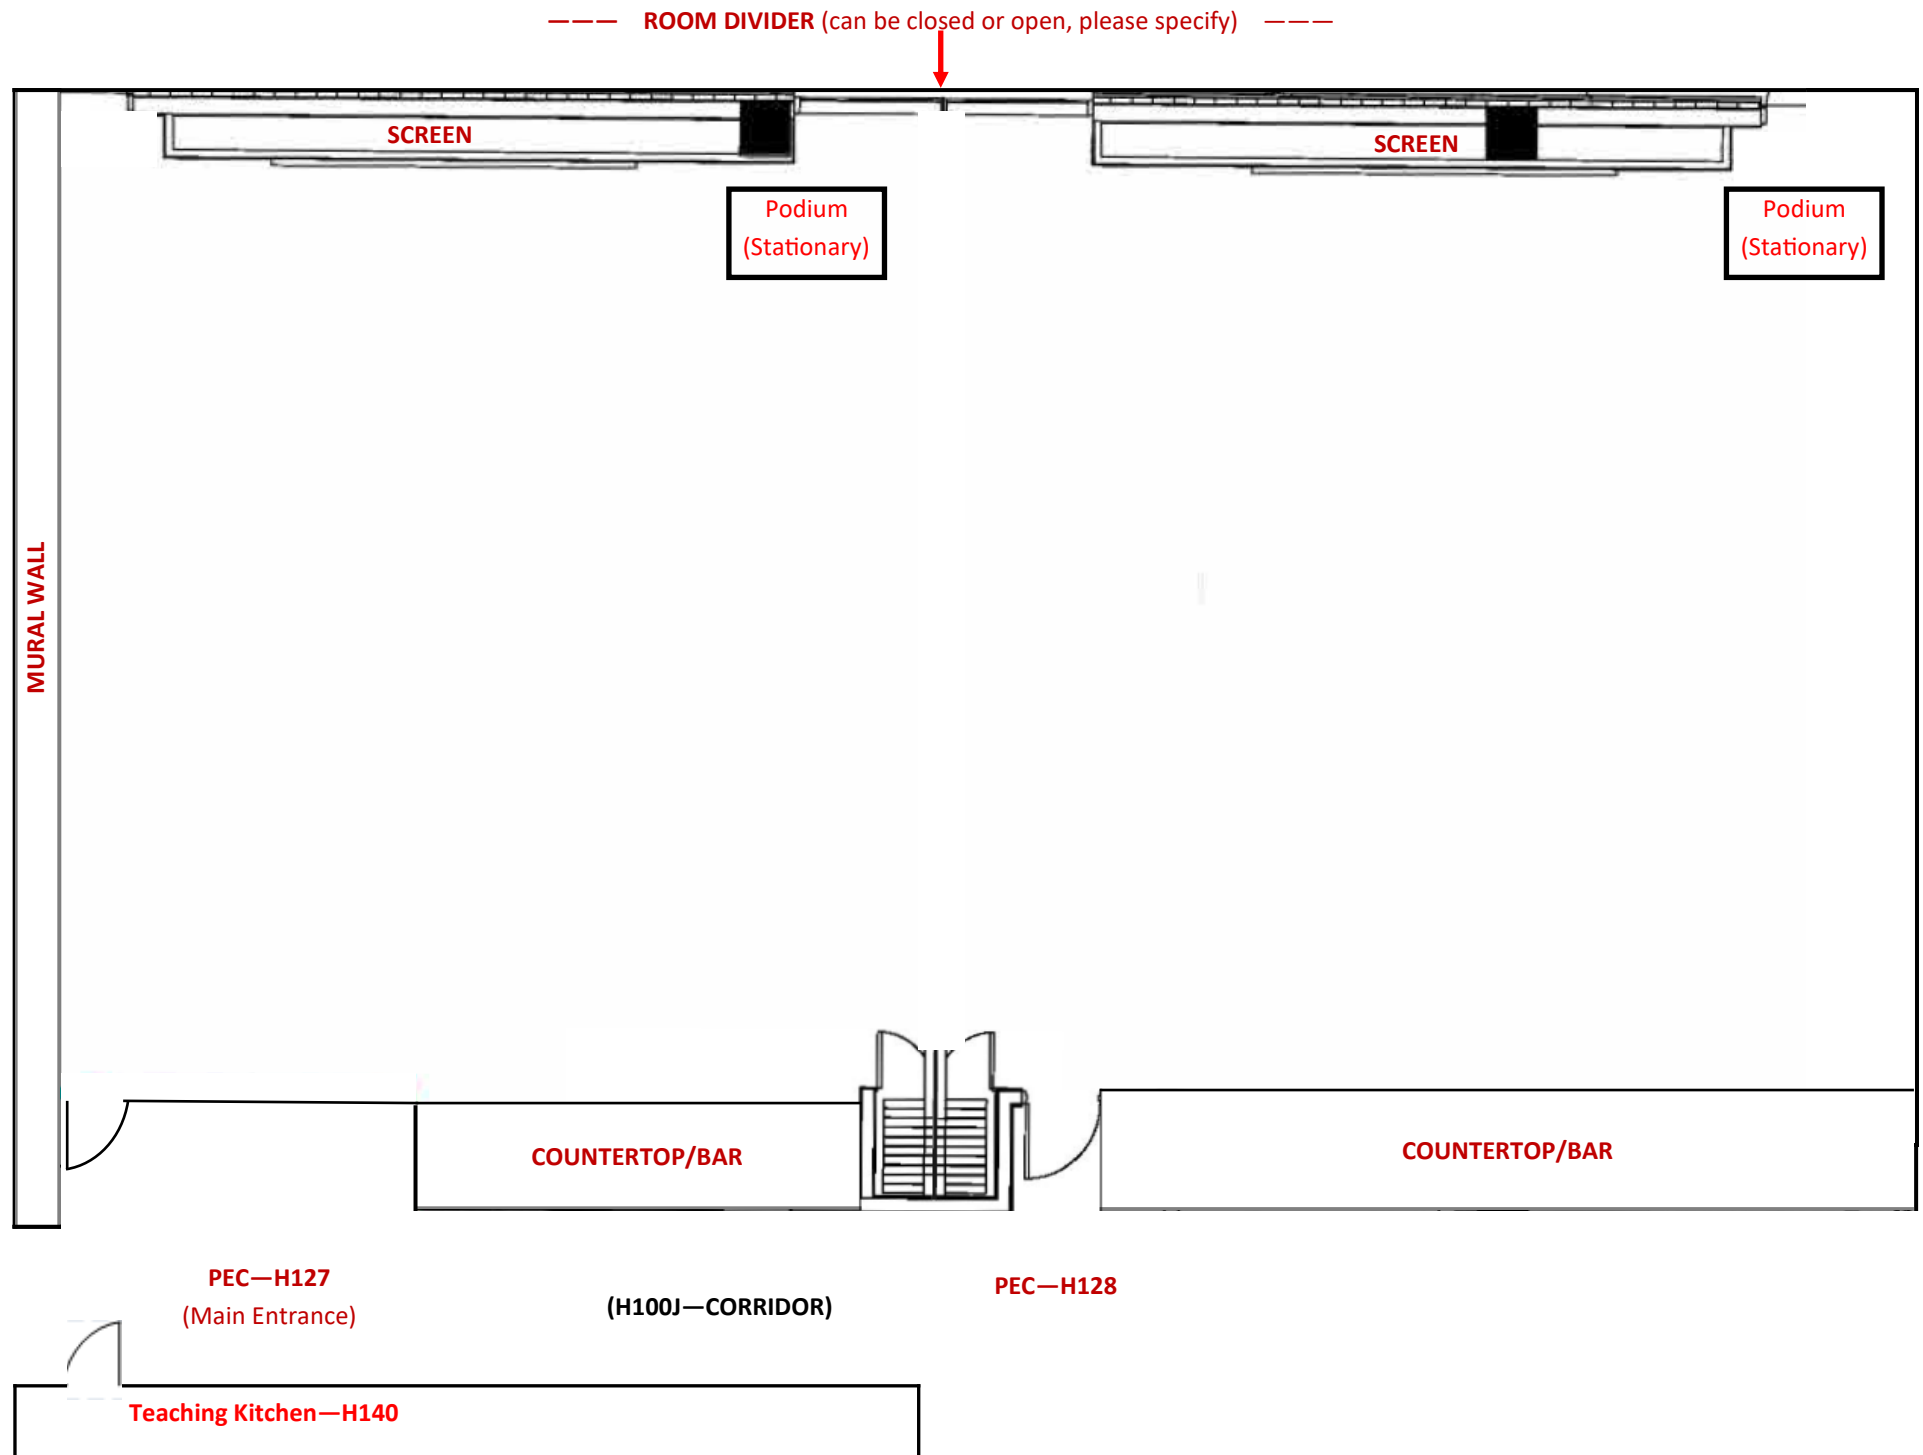 ——— ROOM DIVIDER (can be closed or open, please specify) ———
SCREEN
SCREEN
Podium
(Stationary)
Podium
(Stationary)
MURAL WALL
COUNTERTOP/BAR
COUNTERTOP/BAR
PEC—H127
(Main Entrance)
(H100J—CORRIDOR)
PEC—H128
Teaching Kitchen—H140